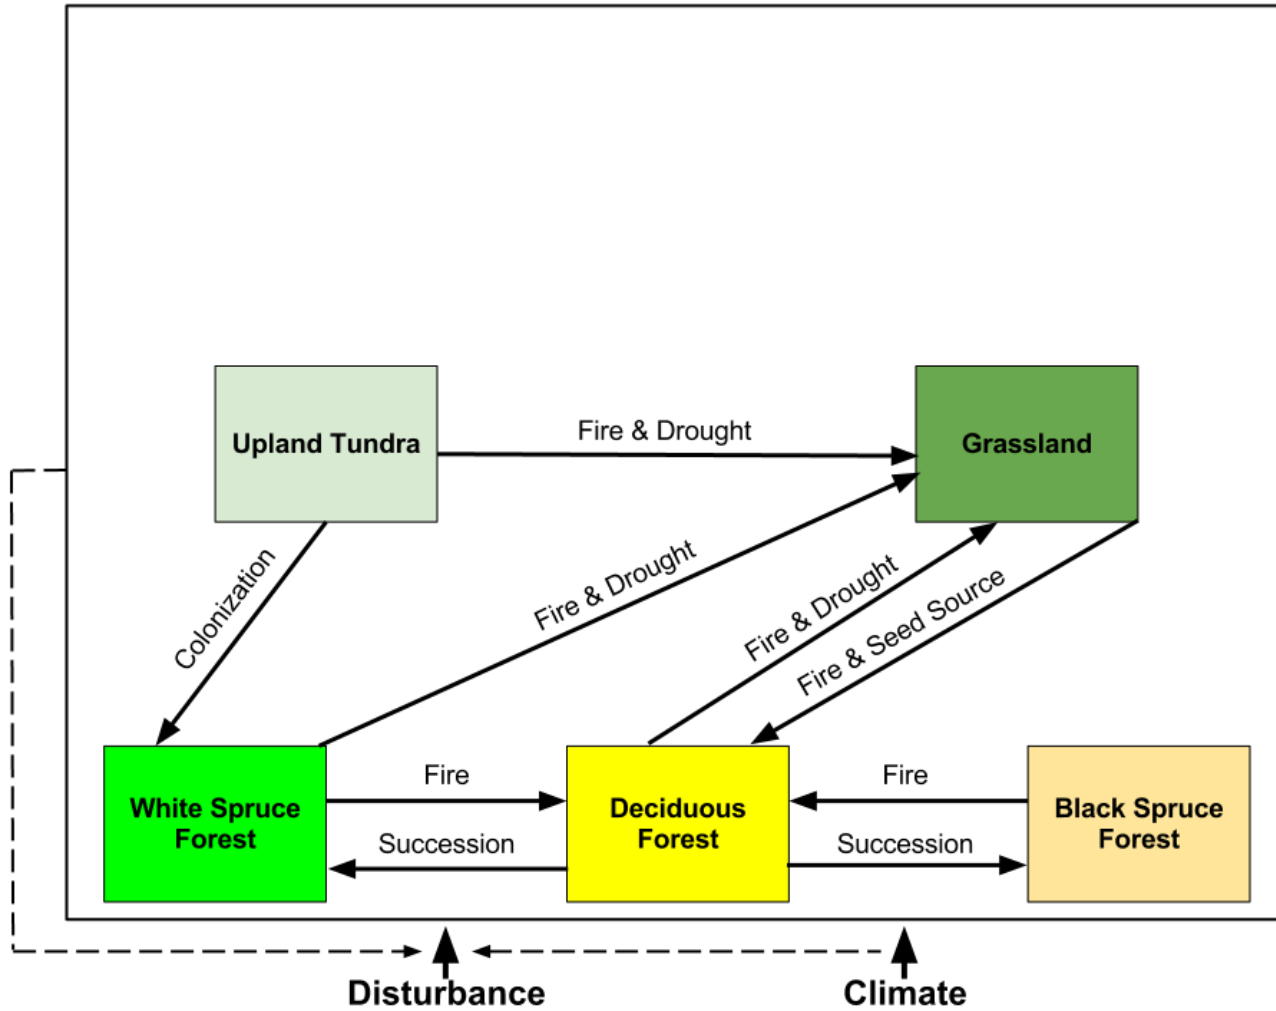 Fire & Drought
Upland Tundra
Grassland
Colonization
Fire & Drought
Fire & Drought
Fire & Seed Source
Fire
Fire
White Spruce
Forest
Deciduous
Forest
Black Spruce
Forest
Succession
Succession
Disturbance
Climate